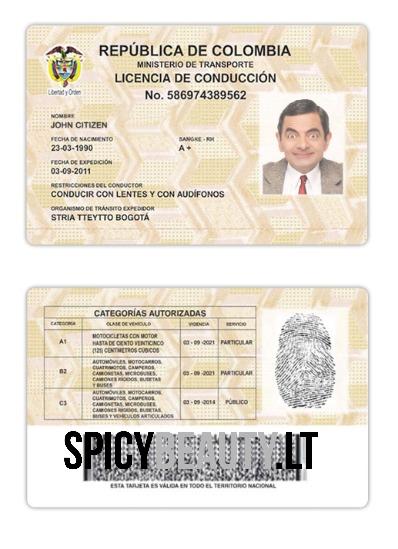 REPÚBLICA DE COLOMBIA
MINISTERIO DE TRANSPORTE
LICENCIA DE CONDUCCIÓN
No. 586974389562
Libertad y Orden
NOMBRE
JOHN CITIZEN
FECHA DE NACIMIENTO SANGRE - RH
23-03-1990 A +
FECHA DE EXPEDICIÓN
03-09-2011
RESTRICCIONES DEL CONDUCTOR
CONDUCIR CON LENTES Y CON AUDÍFONOS
ORGANISMO DE TRÁNSITO EXPEDIDOR
STRIA TTEYTTO BOGOTÁ
CATEGORÍAS AUTORIZADAS
CATEGORÍA CLASE DE VEHÍCULO VIGENCIA SERVICIO
MOTOCICLETAS CON MOTOR
A1 HASTA DE CIENTO VEINTICINCO 03 - 09 -2021 PARTICULAR
(125) CENTÍMETROS CÚBICOS
AUTOMÓVILES, MOTOCARROS,
CUATRIMOTOS, CAMPEROS,
B2 CAMIONETAS, MICROBUSES, 03 - 09 -2021 PARTICULAR
CAMIONES RÍGIDOS, BUSETAS
Y BUSES
AUTOMÓVILES, MOTOCARROS,
CUATRIMOTOS, CAMPEROS,
C3 CAMIONETAS, MICROBUSES, 03 - 09 -2014 PÚBLICO
CAMIONES RÍGIDOS, BUSETAS,
BUSES Y VEHÍCULOS ARTICULADOS
SPICYBEAUTY.LT
ESTA TARJETA ES VÁLIDA EN TODO EL TERRITORIO NACIONAL